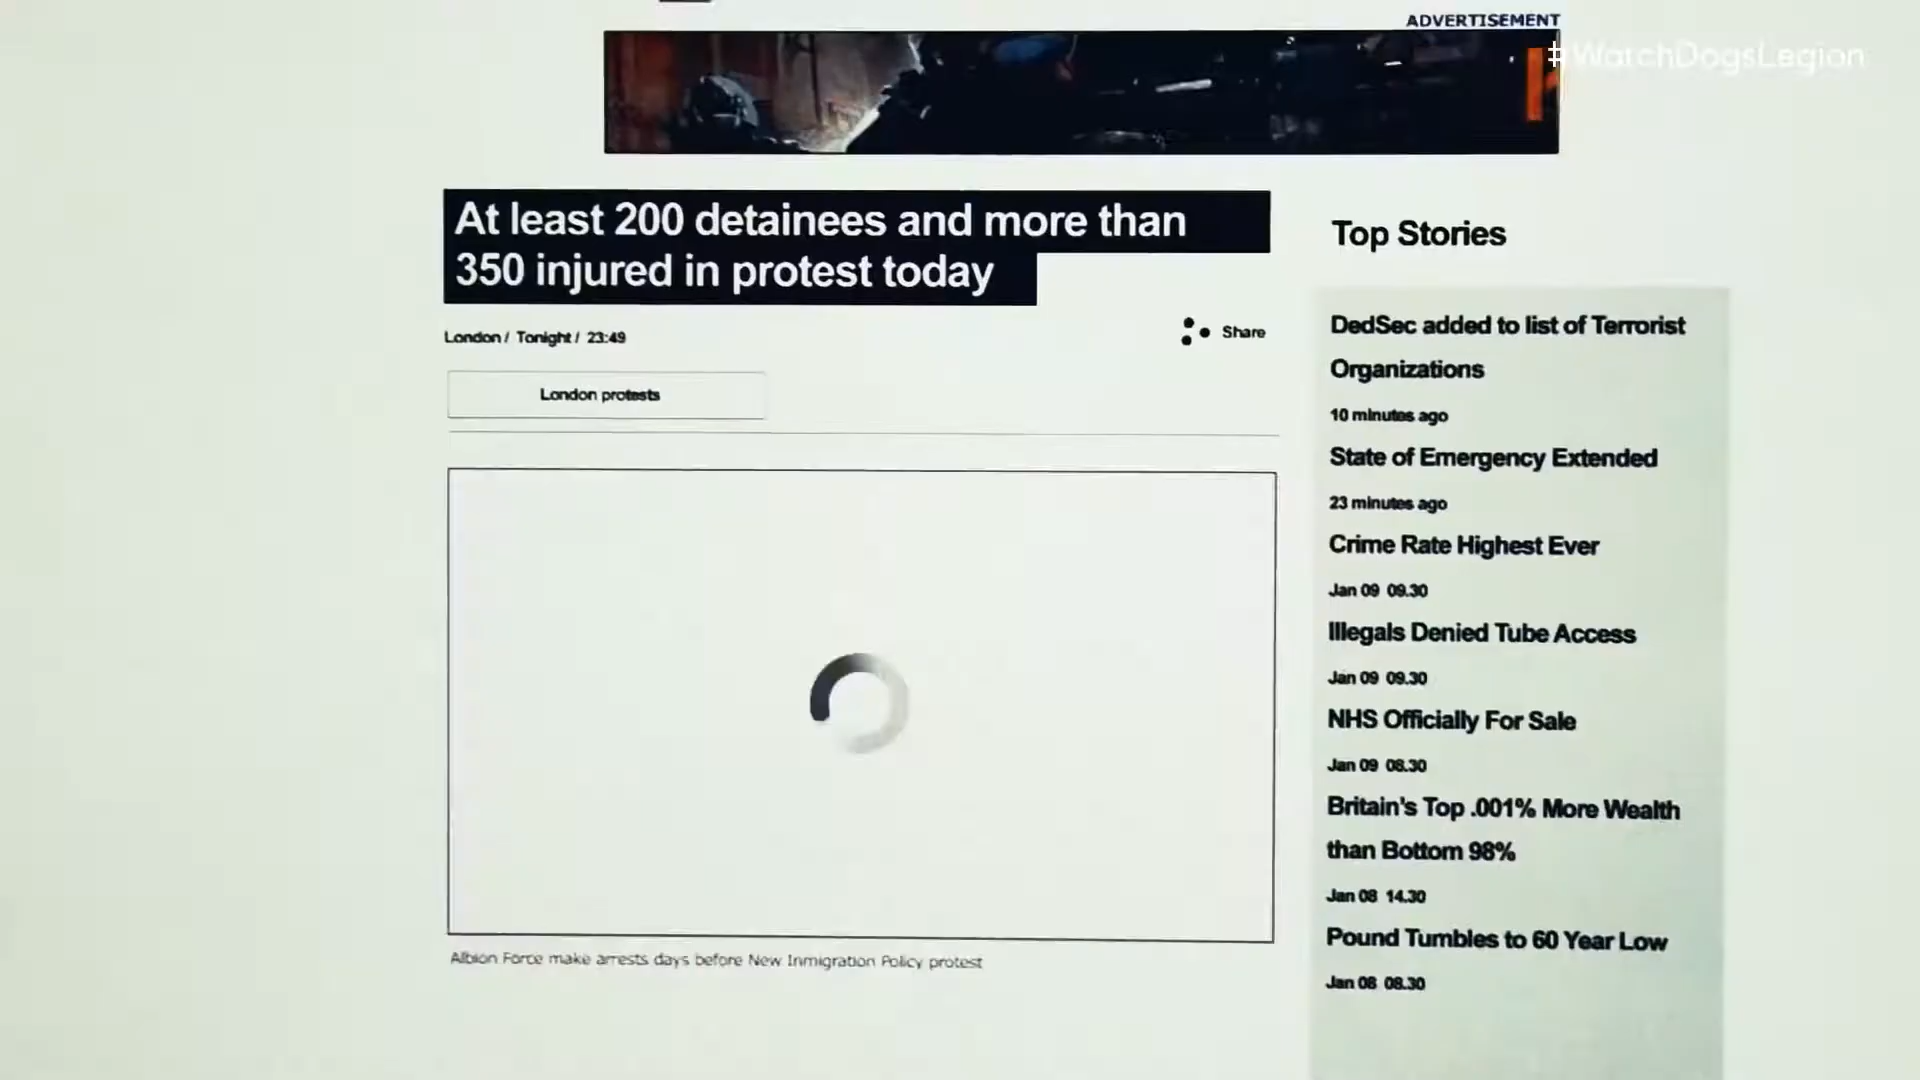 ADVERTISEMENT
#WatchDogsLegion
At least 200 detainees and more than
350 injured in protest today
London / Tonight / 23:49
Share
London protests
Albion Force make arrests days before New Inmigration Policy protest
Top Stories
DedSec added to list of Terrorist
Organizations
10 minutes ago
State of Emergency Extended
23 minutes ago
Crime Rate Highest Ever
Jan 09 09.30
Illegals Denied Tube Access
Jan 09 09.30
NHS Officially For Sale
Jan 09 08.30
Britain's Top .001% More Wealth
than Bottom 98%
Jan 08 14.30
Pound Tumbles to 60 Year Low
Jan 08 08.30